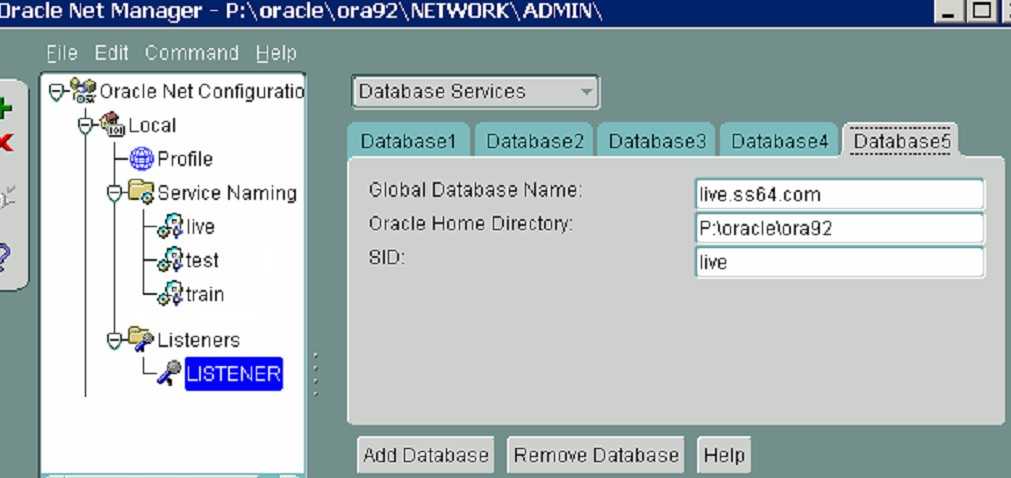 Oracle Net Manager - P:\oracle\ora92\NETWORK\ADMIN\
File Edit Command Help
Oracle Net Configuratio
Local
Profile
Service Naming
live
test
train
Listeners
LISTENER
Database Services
Database1 Database2 Database3 Database4 Database5
Global Database Name: live.ss64.com
Oracle Home Directory: P:\oracle\ora92
SID: live
Add Database Remove Database Help